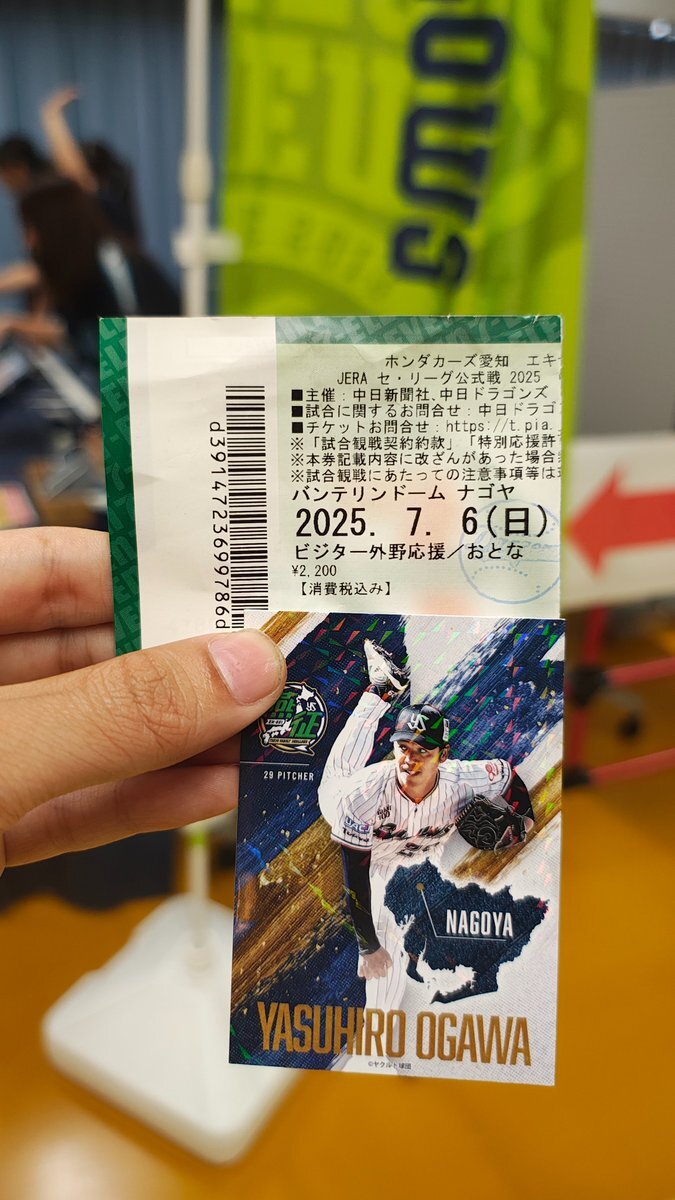 OWS
ホンダカーズ愛知 エキ
JERA セ・リーグ公式戦 2025
■主催：中日新聞社、中日ドラゴンズ
■試合に関するお問合せ：中日ドラゴ
■チケットお問合せ：https://t.pia.
※「試合観戦契約約款」「特別応援許
※本券記載内容に改ざんがあった場合
※試合観戦にあたっての注意事項等は
バンテリンドーム ナゴヤ
2025. 7. 6(日)
ビジター外野応援／おとな
¥2,200
【消費税込み】
d3914723699786d
燕征
29 PITCHER
NAGOYA
YASUHIRO OGAWA
©ヤクルト球団